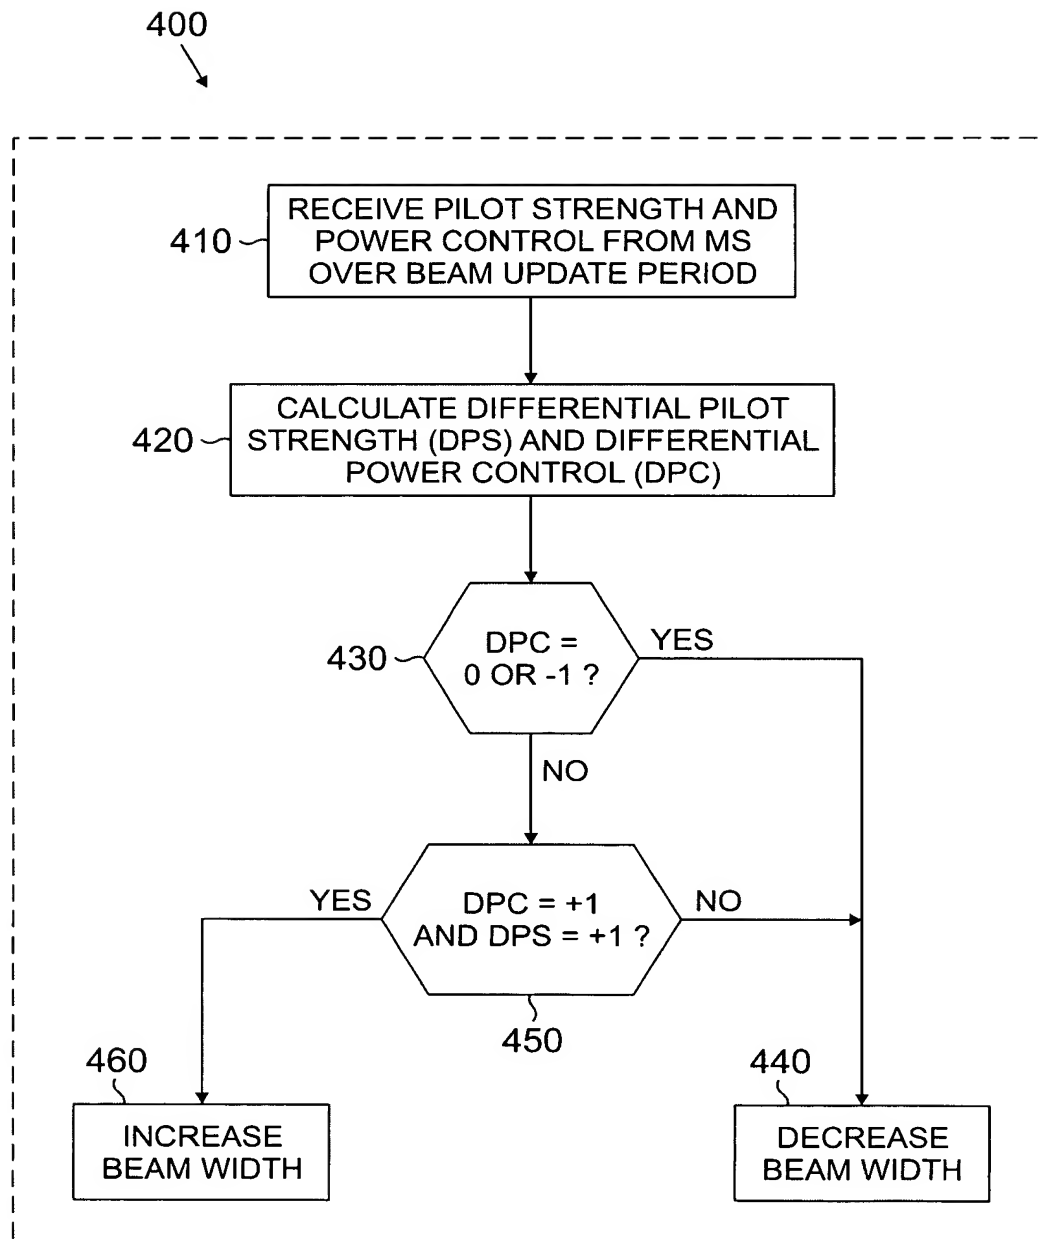 400
RECEIVE PILOT STRENGTH AND
POWER CONTROL FROM MS
OVER BEAM UPDATE PERIOD
410
CALCULATE DIFFERENTIAL PILOT
STRENGTH (DPS) AND DIFFERENTIAL
POWER CONTROL (DPC)
420
DPC =
0 OR -1 ?
430
YES
NO
DPC = +1
AND DPS = +1 ?
YES
NO
450
460
INCREASE
BEAM WIDTH
440
DECREASE
BEAM WIDTH